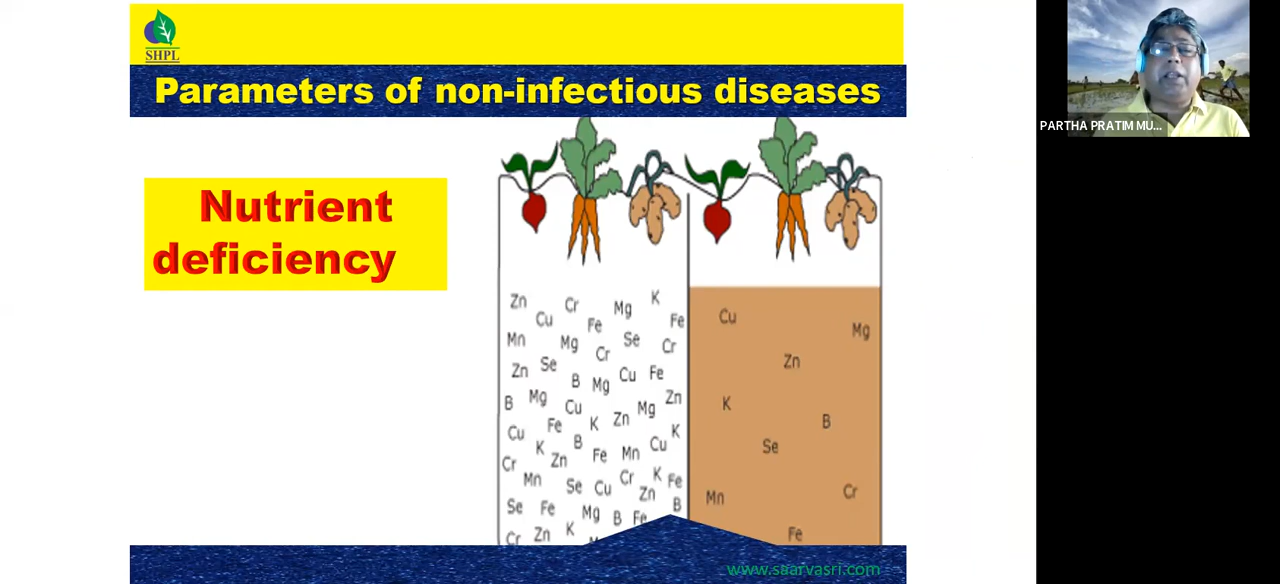 SHPL
Parameters of non-infectious diseases
PARTHA PRATIM MU...
Nutrient
deficiency
Zn Cr Mg K
Cu Fe Fe
Mn Mg Cr Se Cr
Zn Se B Mg Cu Fe
B Mg Cu K Zn Mg Zn
Cu Fe B K
K Zn Fe Mn Cu
Cr Mn Se Cu Cr Zn K Fe
Se Fe Mg B Fe B
Cr Zn K
Cu Mg
Zn
K B
Se
Mn Cr
Fe
www.saarvasri.com